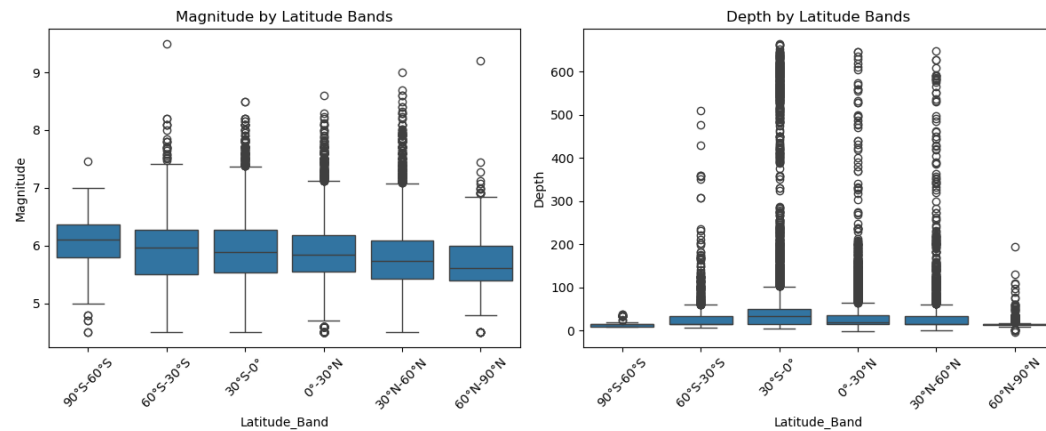 Magnitude by Latitude Bands
Magnitude
9
8
7
6
5
90°S-60°S
60°S-30°S
30°S-0°
0°-30°N
30°N-60°N
60°N-90°N
Latitude_Band
Depth by Latitude Bands
Depth
600
500
400
300
200
100
0
90°S-60°S
60°S-30°S
30°S-0°
0°-30°N
30°N-60°N
60°N-90°N
Latitude_Band